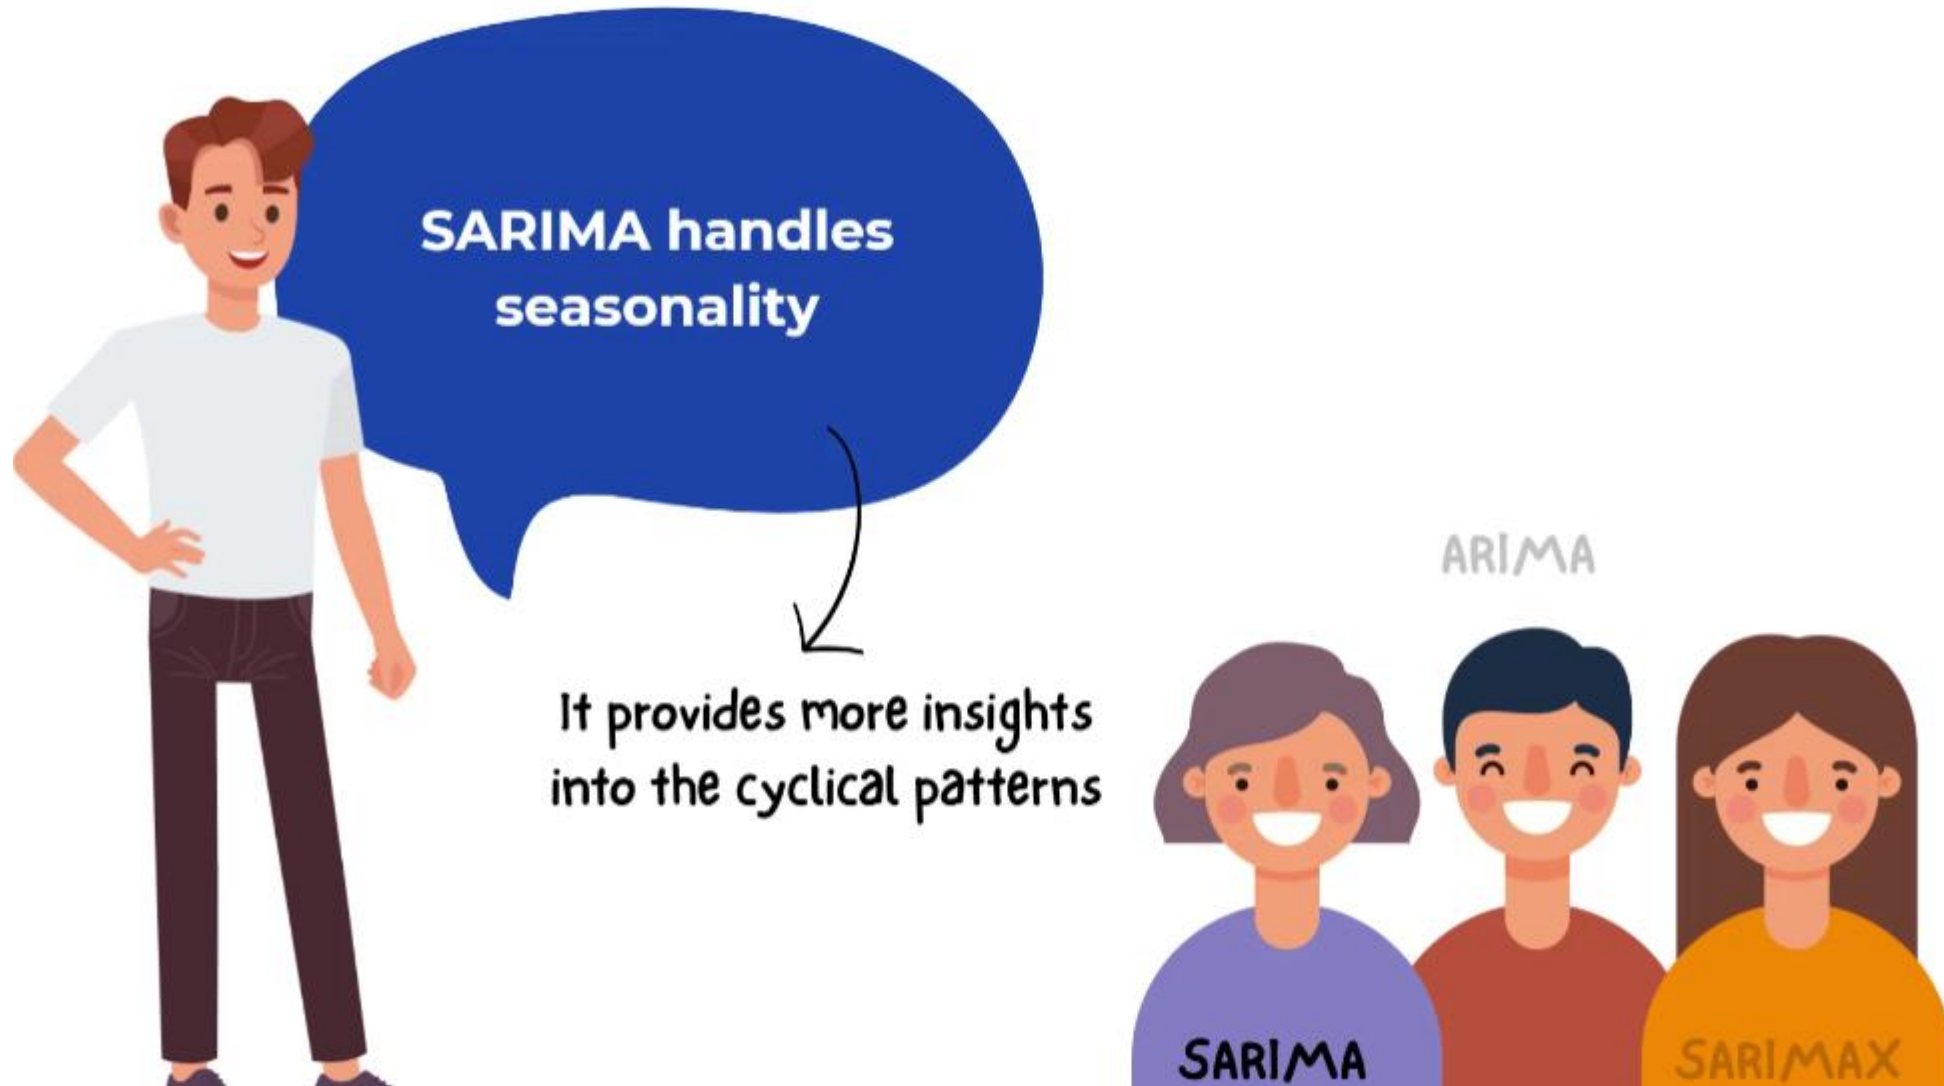 SARIMA handles
seasonality
It provides more insights
into the cyclical patterns
ARIMA
SARIMA
SARIMAX